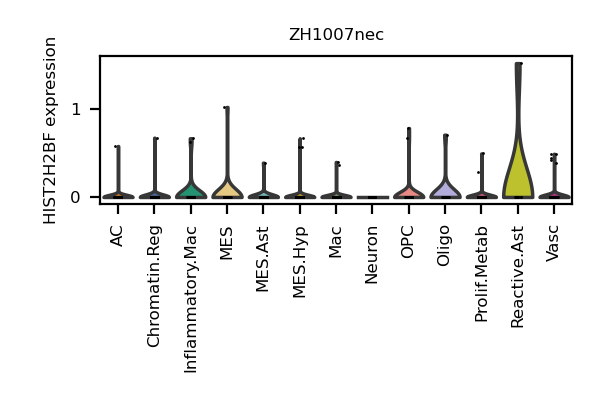 ZH1007nec
HIST2H2BF expression
1
0
AC
Chromatin.Reg
Inflammatory.Mac
MES
MES.Ast
MES.Hyp
Mac
Neuron
OPC
Oligo
Prolif.Metab
Reactive.Ast
Vasc